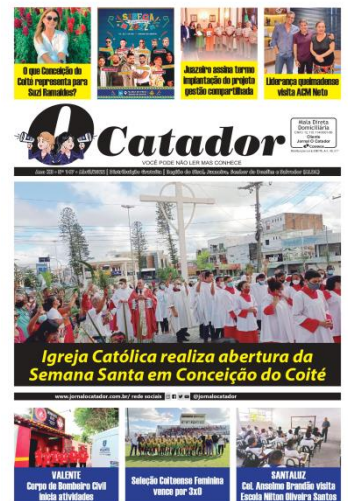 O que Conceição do
Coité representa para
Suzi Ramaldes?
Juazeiro assina termo
implantação do projeto
gestão compartilhada
Liderança queimadense
visita ACM Neto
O Catador
VOCÊ PODE NÃO LER MAS CONHECE
Mala Direta
Domiciliária
Jornal O Catador
Igreja Católica realiza abertura da
Semana Santa em Conceição do Coité
www.jornalocatador.com.br/ rede sociais @jornalocatador
VALENTE
Corpo de Bombeiro Civil
inicia atividades
Seleção Coiteense Feminina
vence por 3x0
SANTALUZ
Cel. Anselmo Brandão visita
Escola Nilton Oliveira Santos